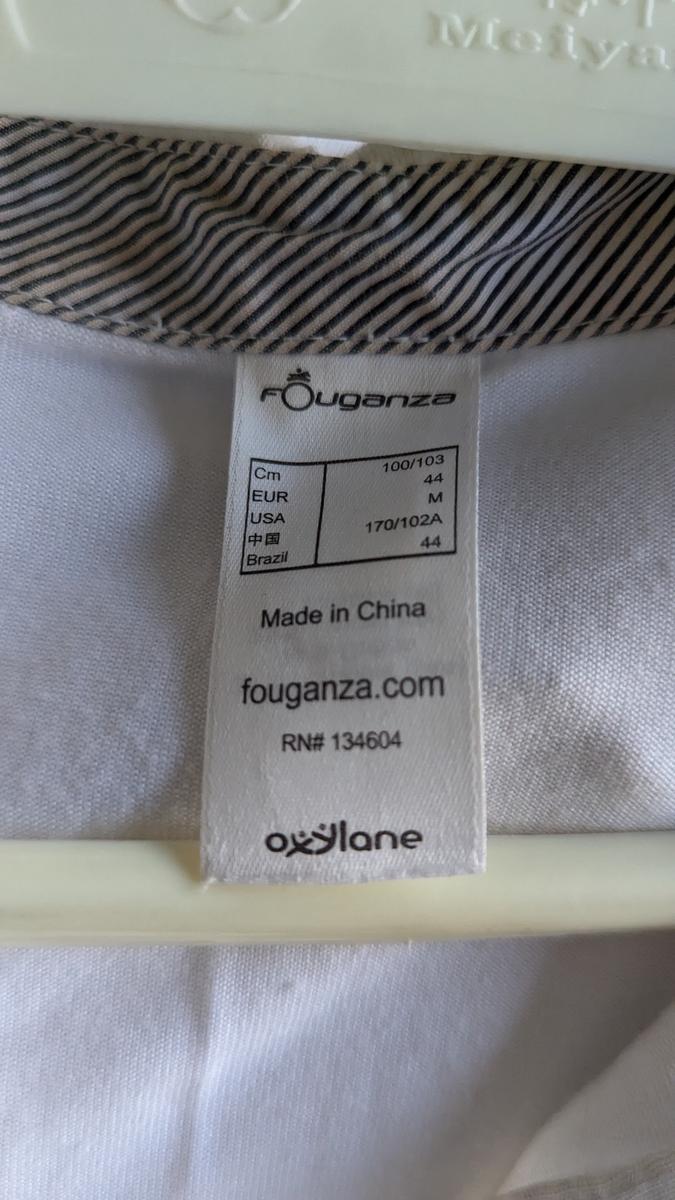 Meiya
FOuganza
Cm 100/103
EUR 44
USA M
中国 170/102A
Brazil 44
Made in China
fouganza.com
RN# 134604
oxylane